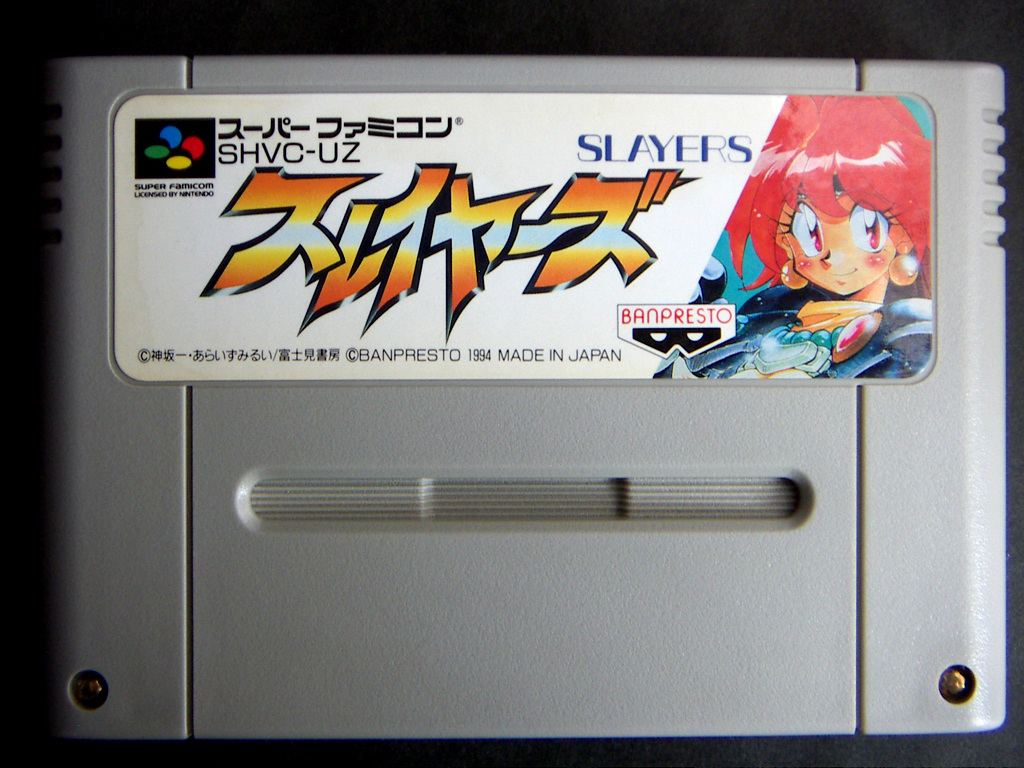 スーパーファミコン®
SHVC-UZ
SUPER FAMICOM
LICENSED BY NINTENDO
SLAYERS
スレイヤーズ
BANPRESTO
©神坂一・あらいずみるい/富士見書房 ©BANPRESTO 1994 MADE IN JAPAN